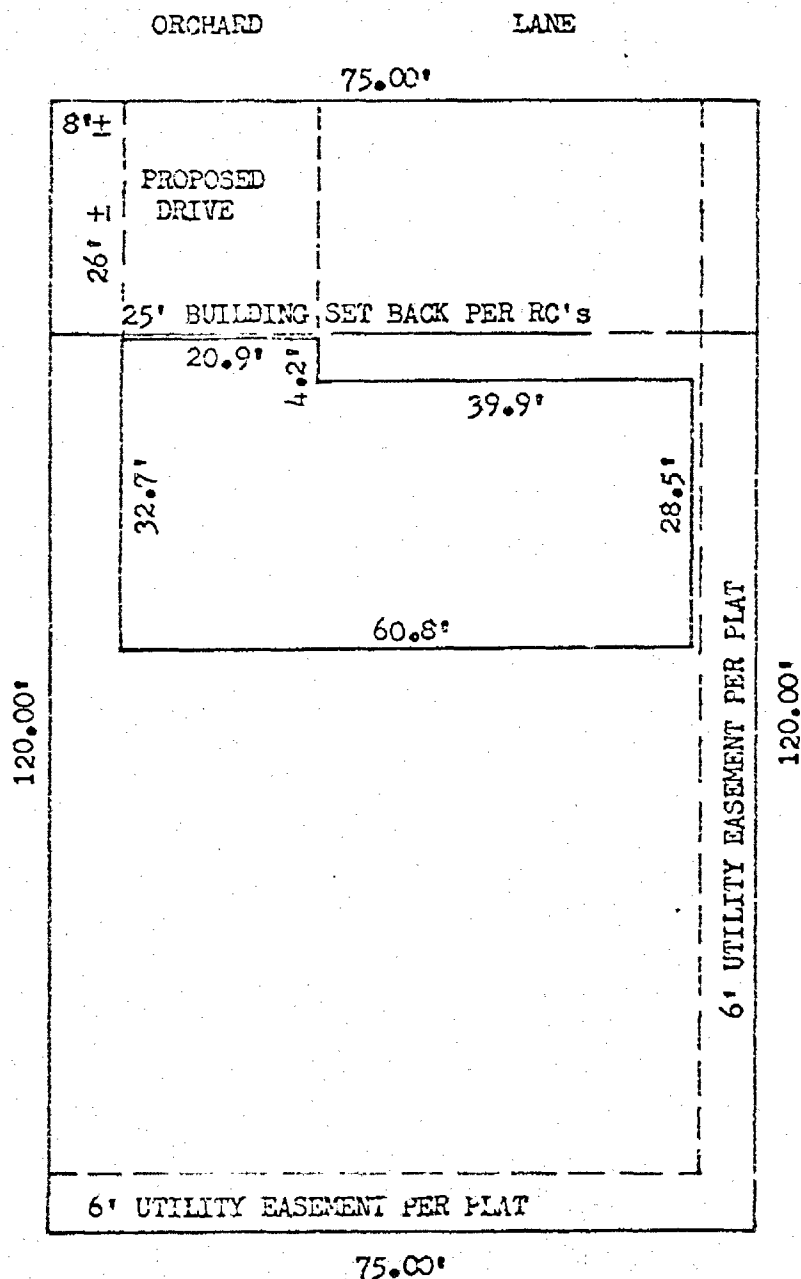 ORCHARD LANE
75.00'
8'±
PROPOSED
DRIVE
26' ±
25' BUILDING SET BACK PER RC's
20.9'
4.2'
39.9'
32.7'
28.5'
60.8'
120.00'
6' UTILITY EASEMENT PER PLAT
120.00'
6' UTILITY EASEMENT PER PLAT
75.00'